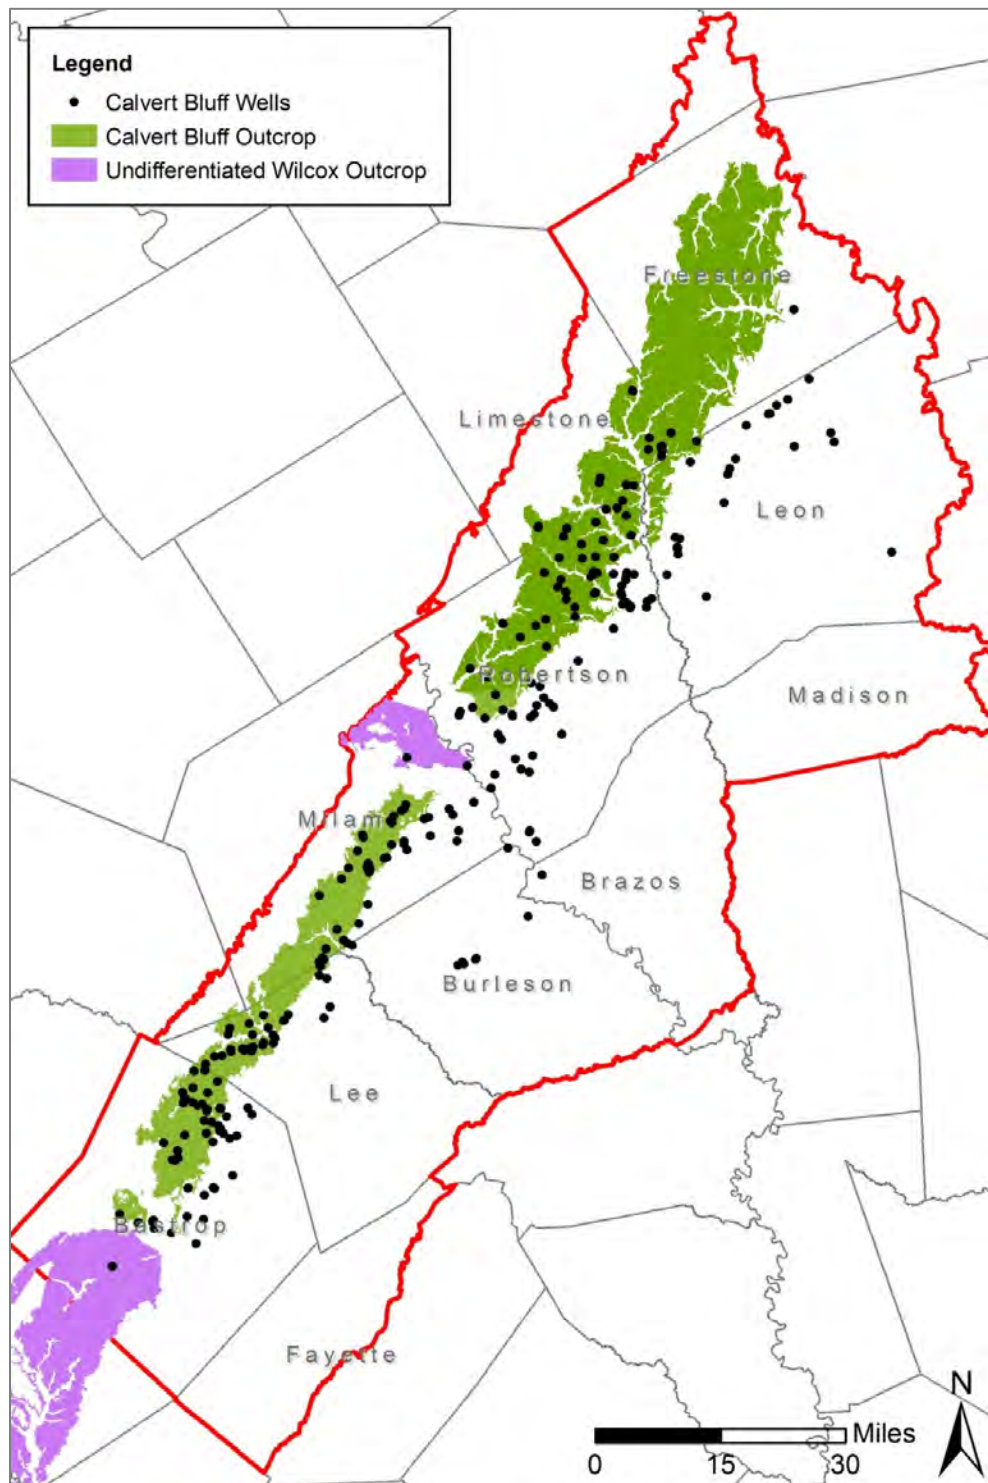 Legend
Calvert Bluff Wells
Calvert Bluff Outcrop
Undifferentiated Wilcox Outcrop
Freestone
Limestone
Leon
Robertson
Madison
Milam
Brazos
Burleson
Lee
Bastrop
Fayette
N
Miles
0 15 30